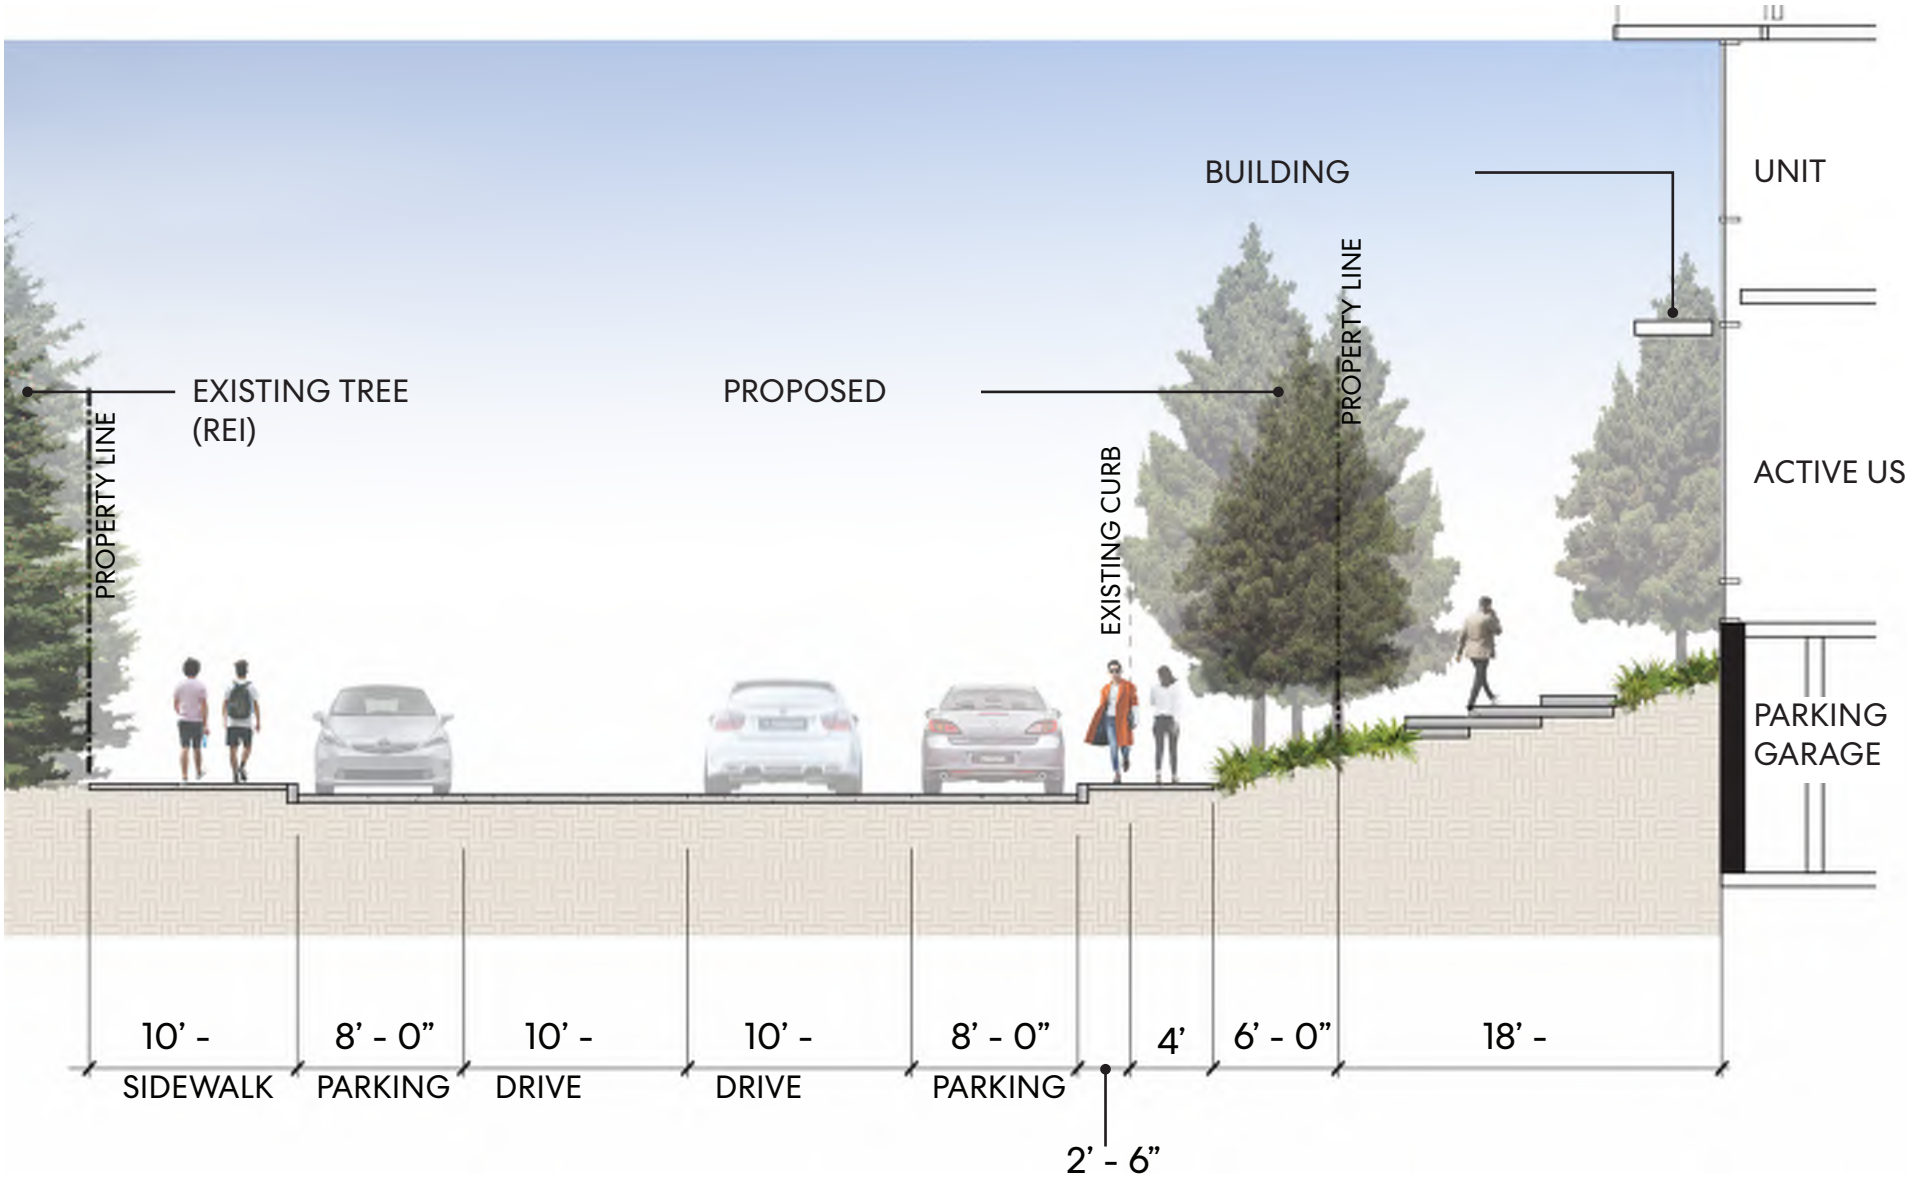 BUILDING
UNIT
PROPERTY LINE
EXISTING TREE
(REI)
PROPOSED
PROPERTY LINE
EXISTING CURB
ACTIVE US
PARKING
GARAGE
10' -
8' - 0"
10' -
10' -
8' - 0"
4'
6' - 0"
18' -
SIDEWALK
PARKING
DRIVE
DRIVE
PARKING
2' - 6"